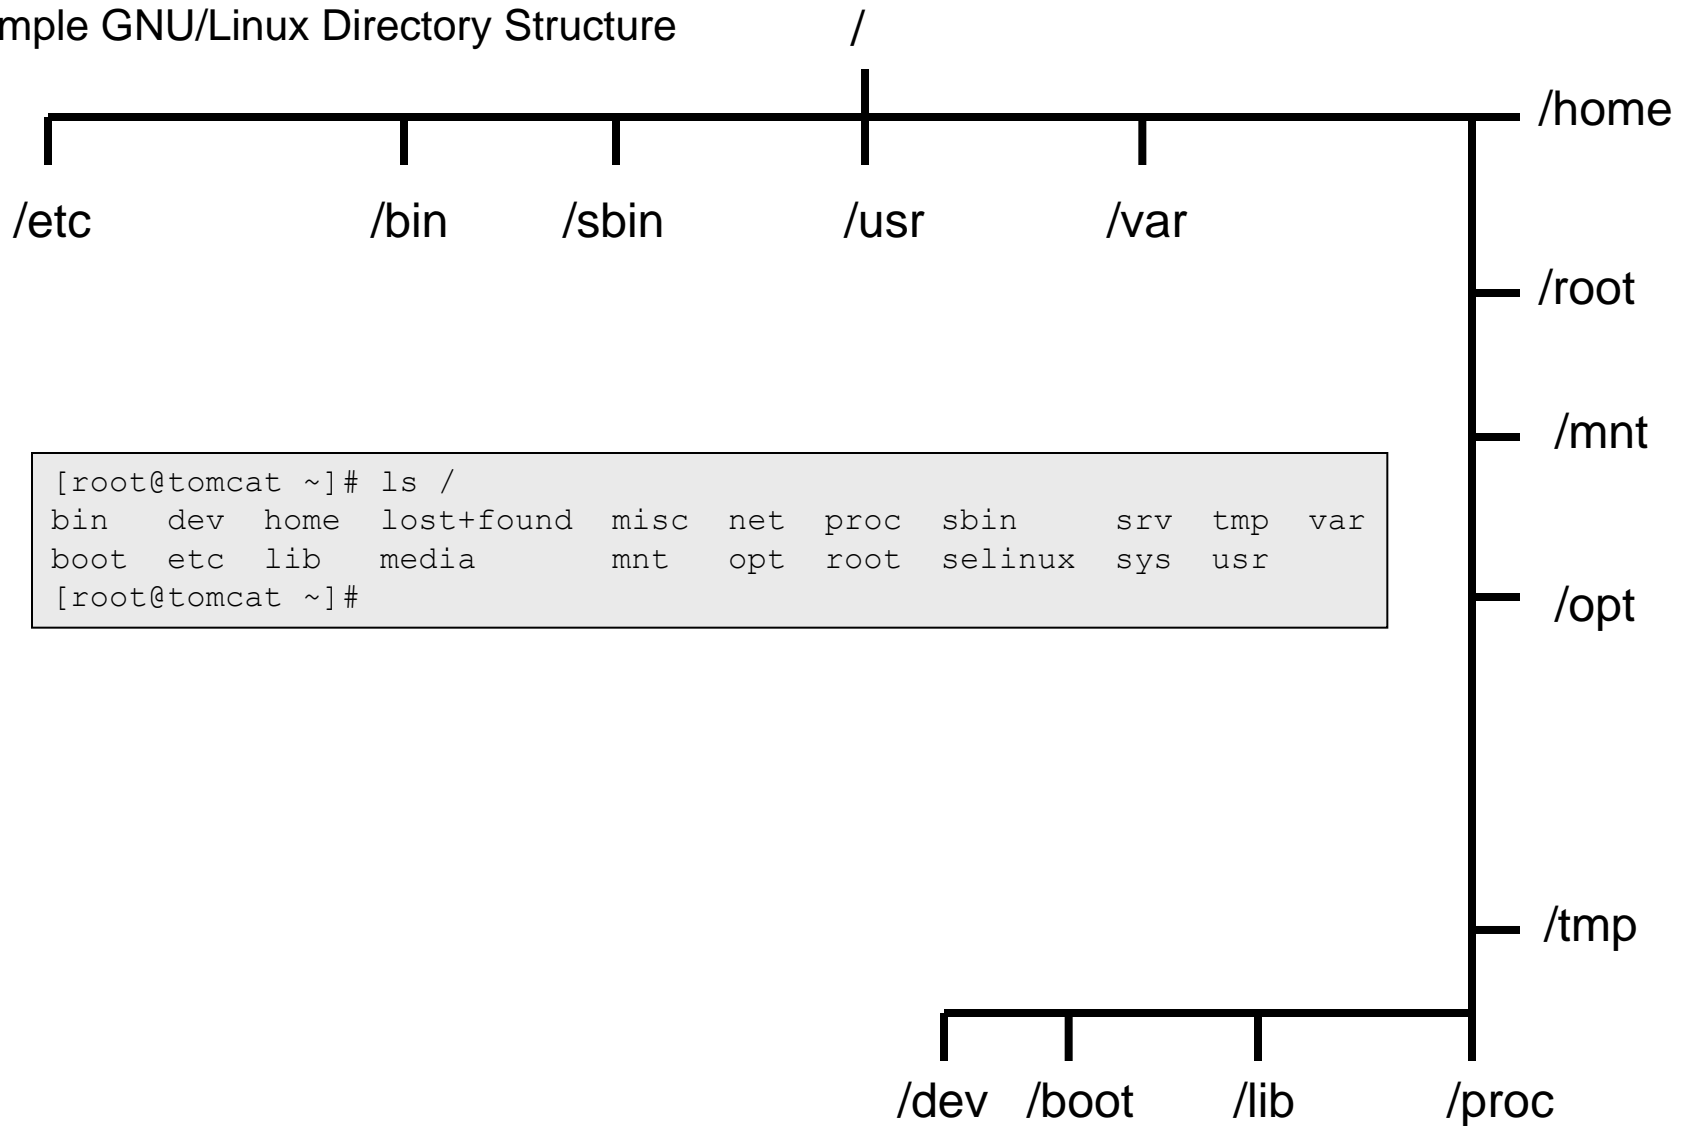 mple GNU/Linux Directory Structure
/
/home
/etc /bin /sbin /usr /var
/root
/mnt
[root@tomcat ~]# ls /
bin dev home lost+found misc net proc sbin srv tmp var
boot etc lib media mnt opt root selinux sys usr
[root@tomcat ~]#
/opt
/tmp
/dev /boot /lib /proc